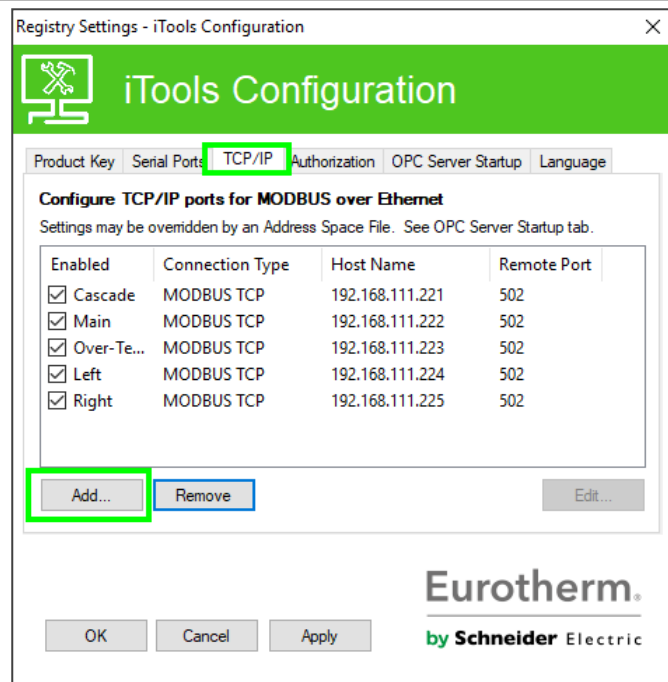 Registry Settings - iTools Configuration
iTools Configuration
Product Key Serial Ports TCP/IP Authorization OPC Server Startup Language
Configure TCP/IP ports for MODBUS over Ethernet
Settings may be overridden by an Address Space File. See OPC Server Startup tab.
Enabled Connection Type Host Name Remote Port
Cascade MODBUS TCP 192.168.111.221 502
Main MODBUS TCP 192.168.111.222 502
Over-Te... MODBUS TCP 192.168.111.223 502
Left MODBUS TCP 192.168.111.224 502
Right MODBUS TCP 192.168.111.225 502
Add... Remove Edit...
Eurotherm®
OK Cancel Apply by Schneider Electric